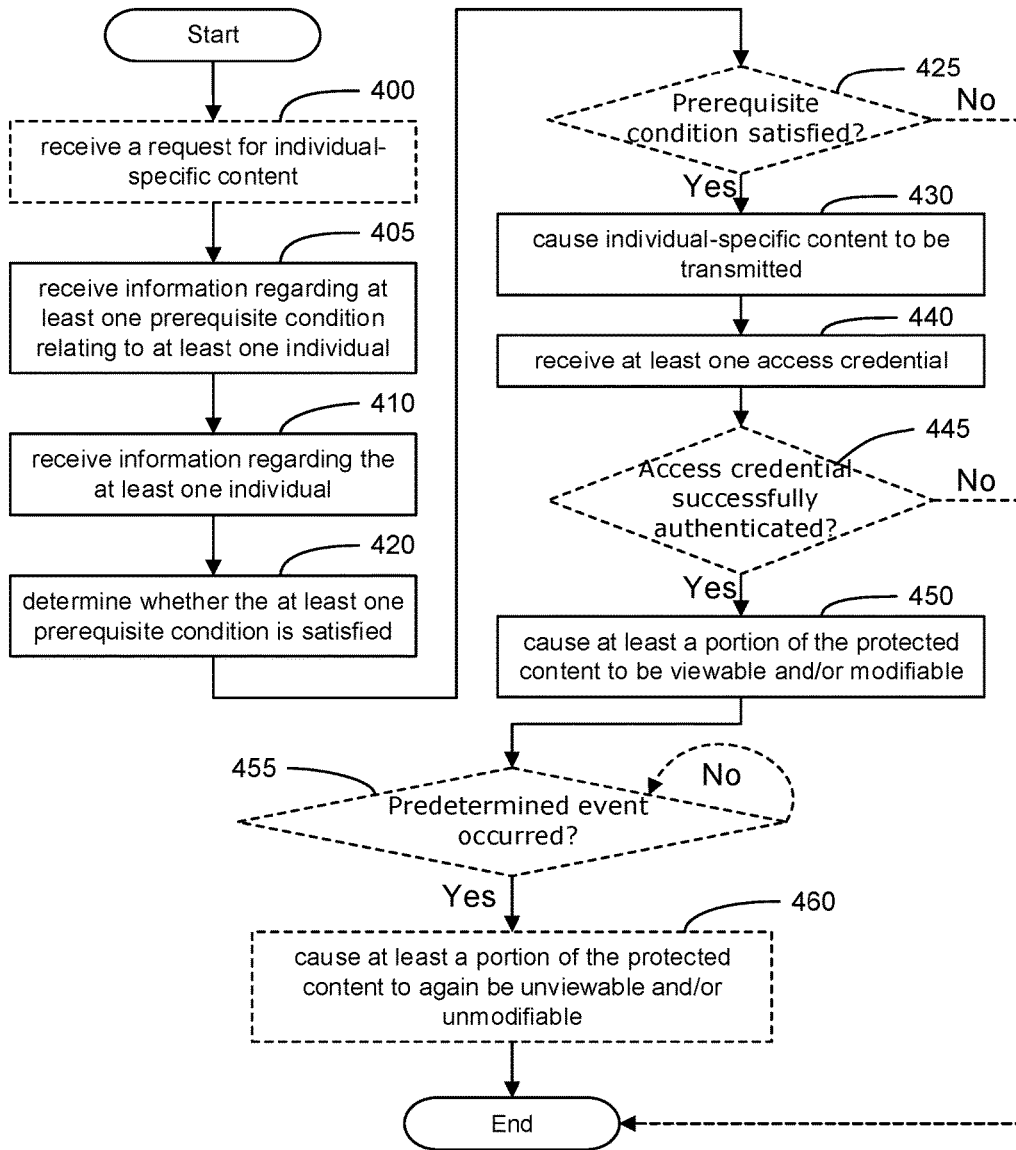 Start
400
receive a request for individual-
specific content
405
receive information regarding at
least one prerequisite condition
relating to at least one individual
410
receive information regarding the
at least one individual
420
determine whether the at least one
prerequisite condition is satisfied
425
Prerequisite
condition satisfied?
No
Yes
430
cause individual-specific content to be
transmitted
440
receive at least one access credential
445
Access credential
successfully
authenticated?
No
Yes
450
cause at least a portion of the protected
content to be viewable and/or modifiable
455
Predetermined event
occurred?
No
Yes
460
cause at least a portion of the protected
content to again be unviewable and/or
unmodifiable
End